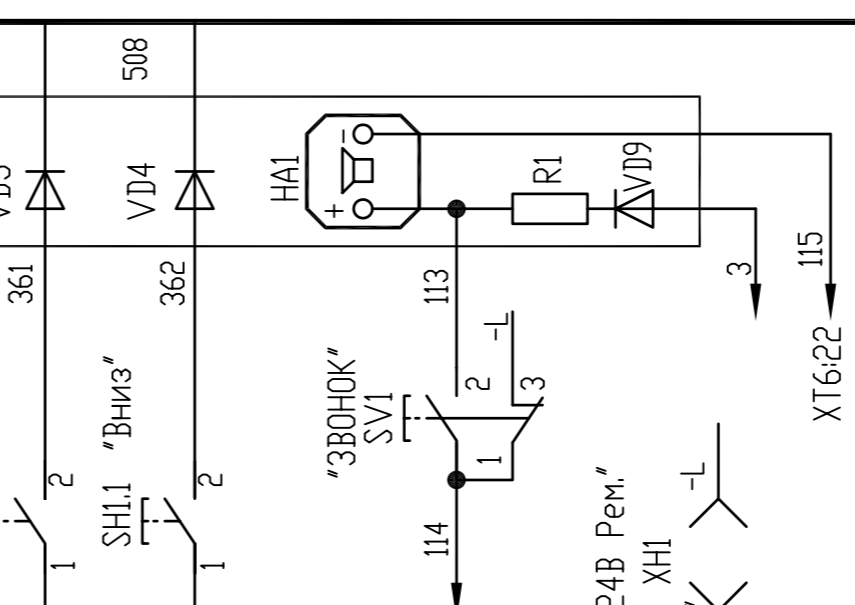 508
VD4
HA1
-
+
R1
VD9
361
362
113
3
115
XT6:22
"Вниз"
SH1.1
2
1
2
1
"ЗВОНОК"
SV1
2
3
1
-L
114
24В Рем."
XH1
-L